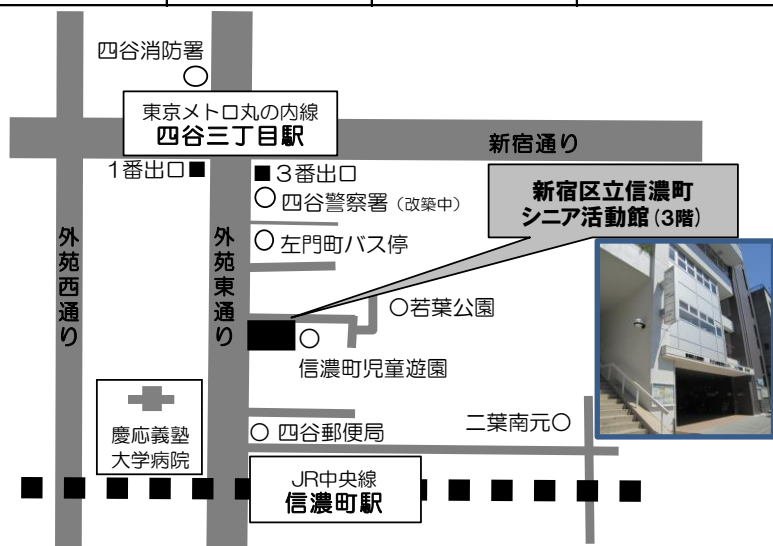 四谷消防署
東京メトロ丸の内線
四谷三丁目駅
新宿通り
1番出口
3番出口
四谷警察署(改築中)
新宿区立信濃町
シニア活動館(3階)
左門町バス停
外苑西通り
外苑東通り
若葉公園
信濃町児童遊園
慶応義塾
大学病院
四谷郵便局
二葉南元
JR中央線
信濃町駅